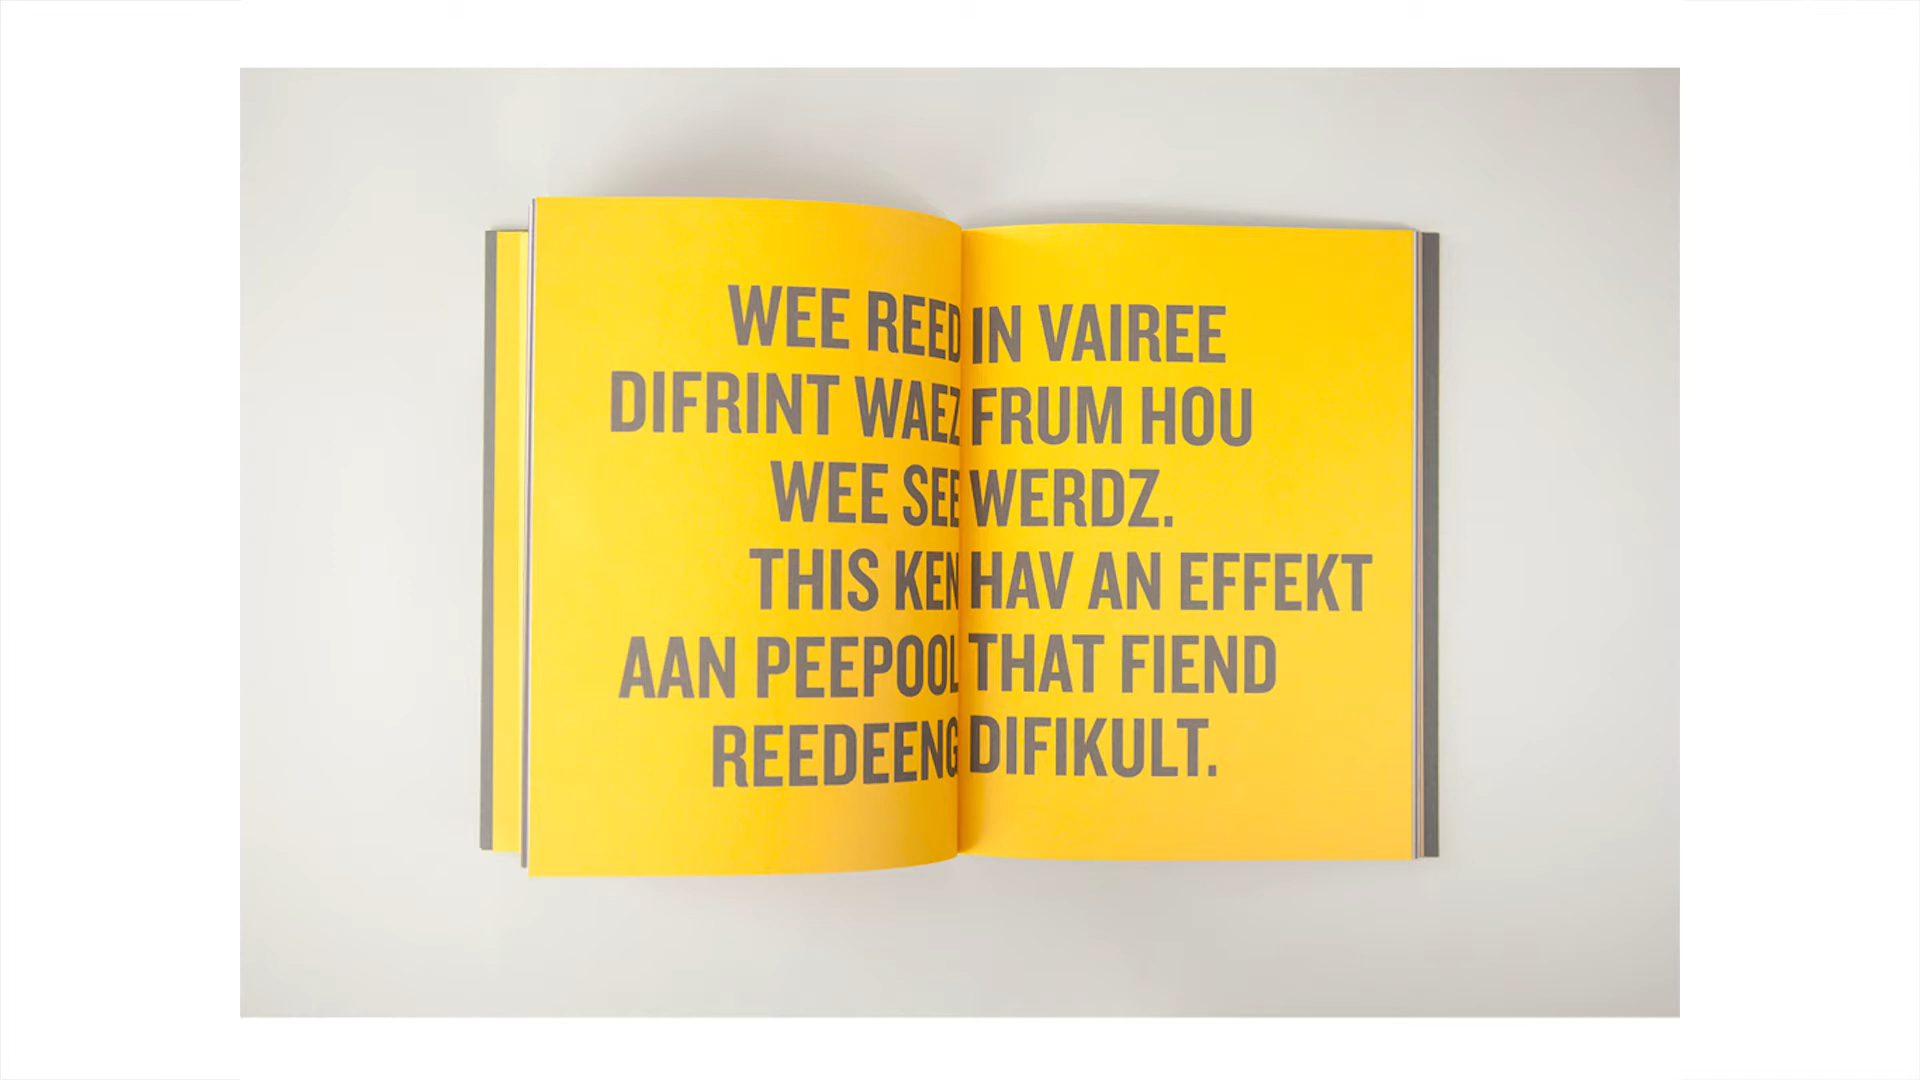 WEE REED IN VAIREE
DIFRINT WAEZ FRUM HOU
WEE SEE WERDZ.
THIS KEN HAV AN EFFEKT
AAN PEEPOOL THAT FIEND
REEDEENG DIFIKULT.